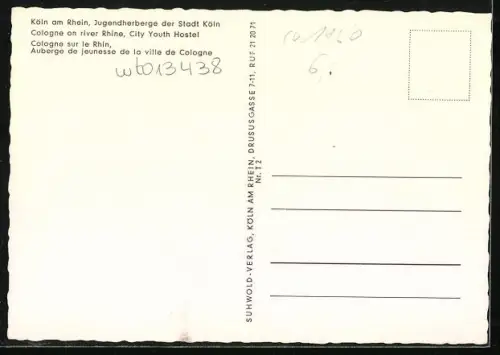 Köln am Rhein, Jugendherberge der Stadt Köln
Cologne on river Rhine, City Youth Hostel
Cologne sur le Rhin,
Auberge de jeunesse de la ville de Cologne
wto13438
SUHWOLD-VERLAG, KÖLN AM RHEIN, DRUSUSGASSE 7-11, RUF 21 20 71
Nr. 12
6.